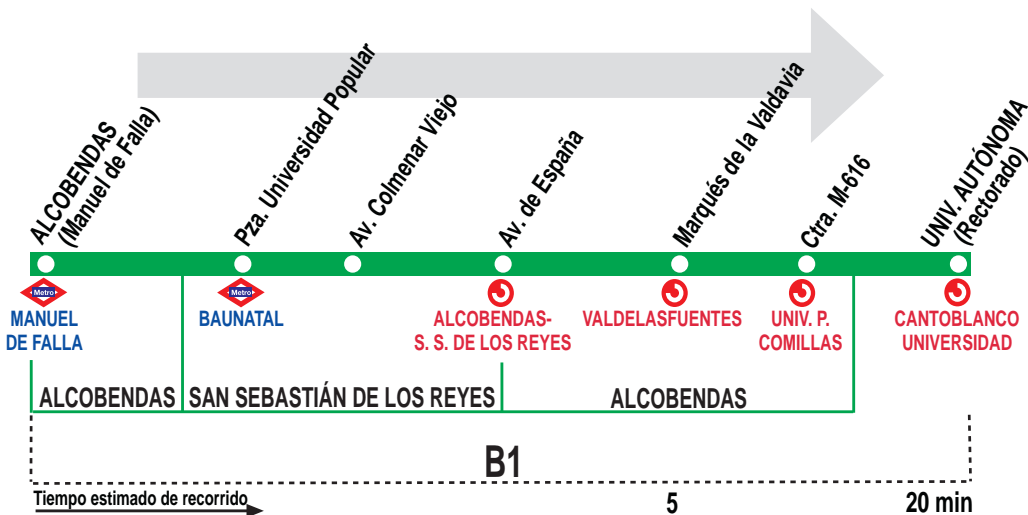 ALCOBENDAS
(Manuel de Falla)
Pza. Universidad Popular
Av. Colmenar Viejo
Av. de España
Marqués de la Valdavia
Ctra. M-616
UNIV. AUTÓNOMA
(Rectorado)
Metro
MANUEL
DE FALLA
Metro
BAUNATAL
ALCOBENDAS-
S. S. DE LOS REYES
VALDELASFUENTES
UNIV. P.
COMILLAS
CANTOBLANCO
UNIVERSIDAD
ALCOBENDAS
SAN SEBASTIÁN DE LOS REYES
ALCOBENDAS
B1
Tiempo estimado de recorrido
5
20 min